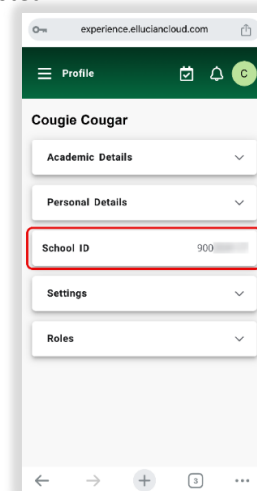 experience.elluciancloud.com
Profile
C
Cougie Cougar
Academic Details
Personal Details
School ID 900
Settings
Roles
3